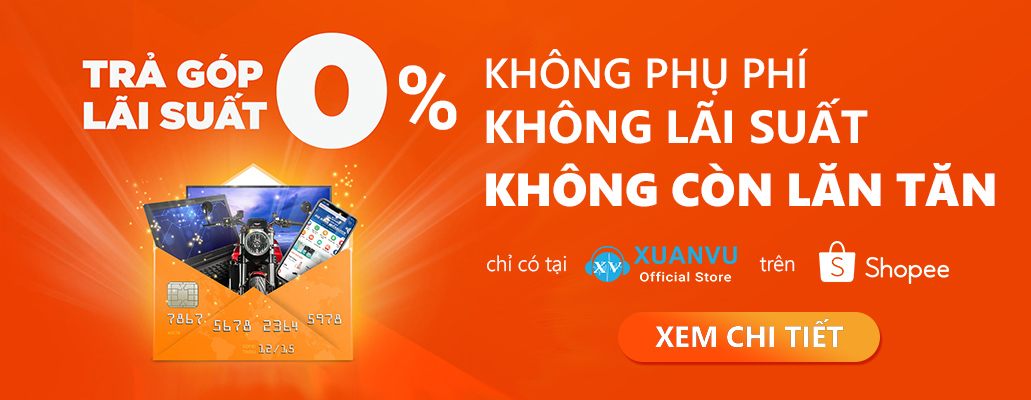 TRẢ GÓP
LÃI SUẤT
0%
KHÔNG PHỤ PHÍ
KHÔNG LÃI SUẤT
KHÔNG CÒN LĂN TĂN
chỉ có tại XV XUANVU Official Store trên S Shopee
XEM CHI TIẾT
7867 5678 2364 5978
12/15